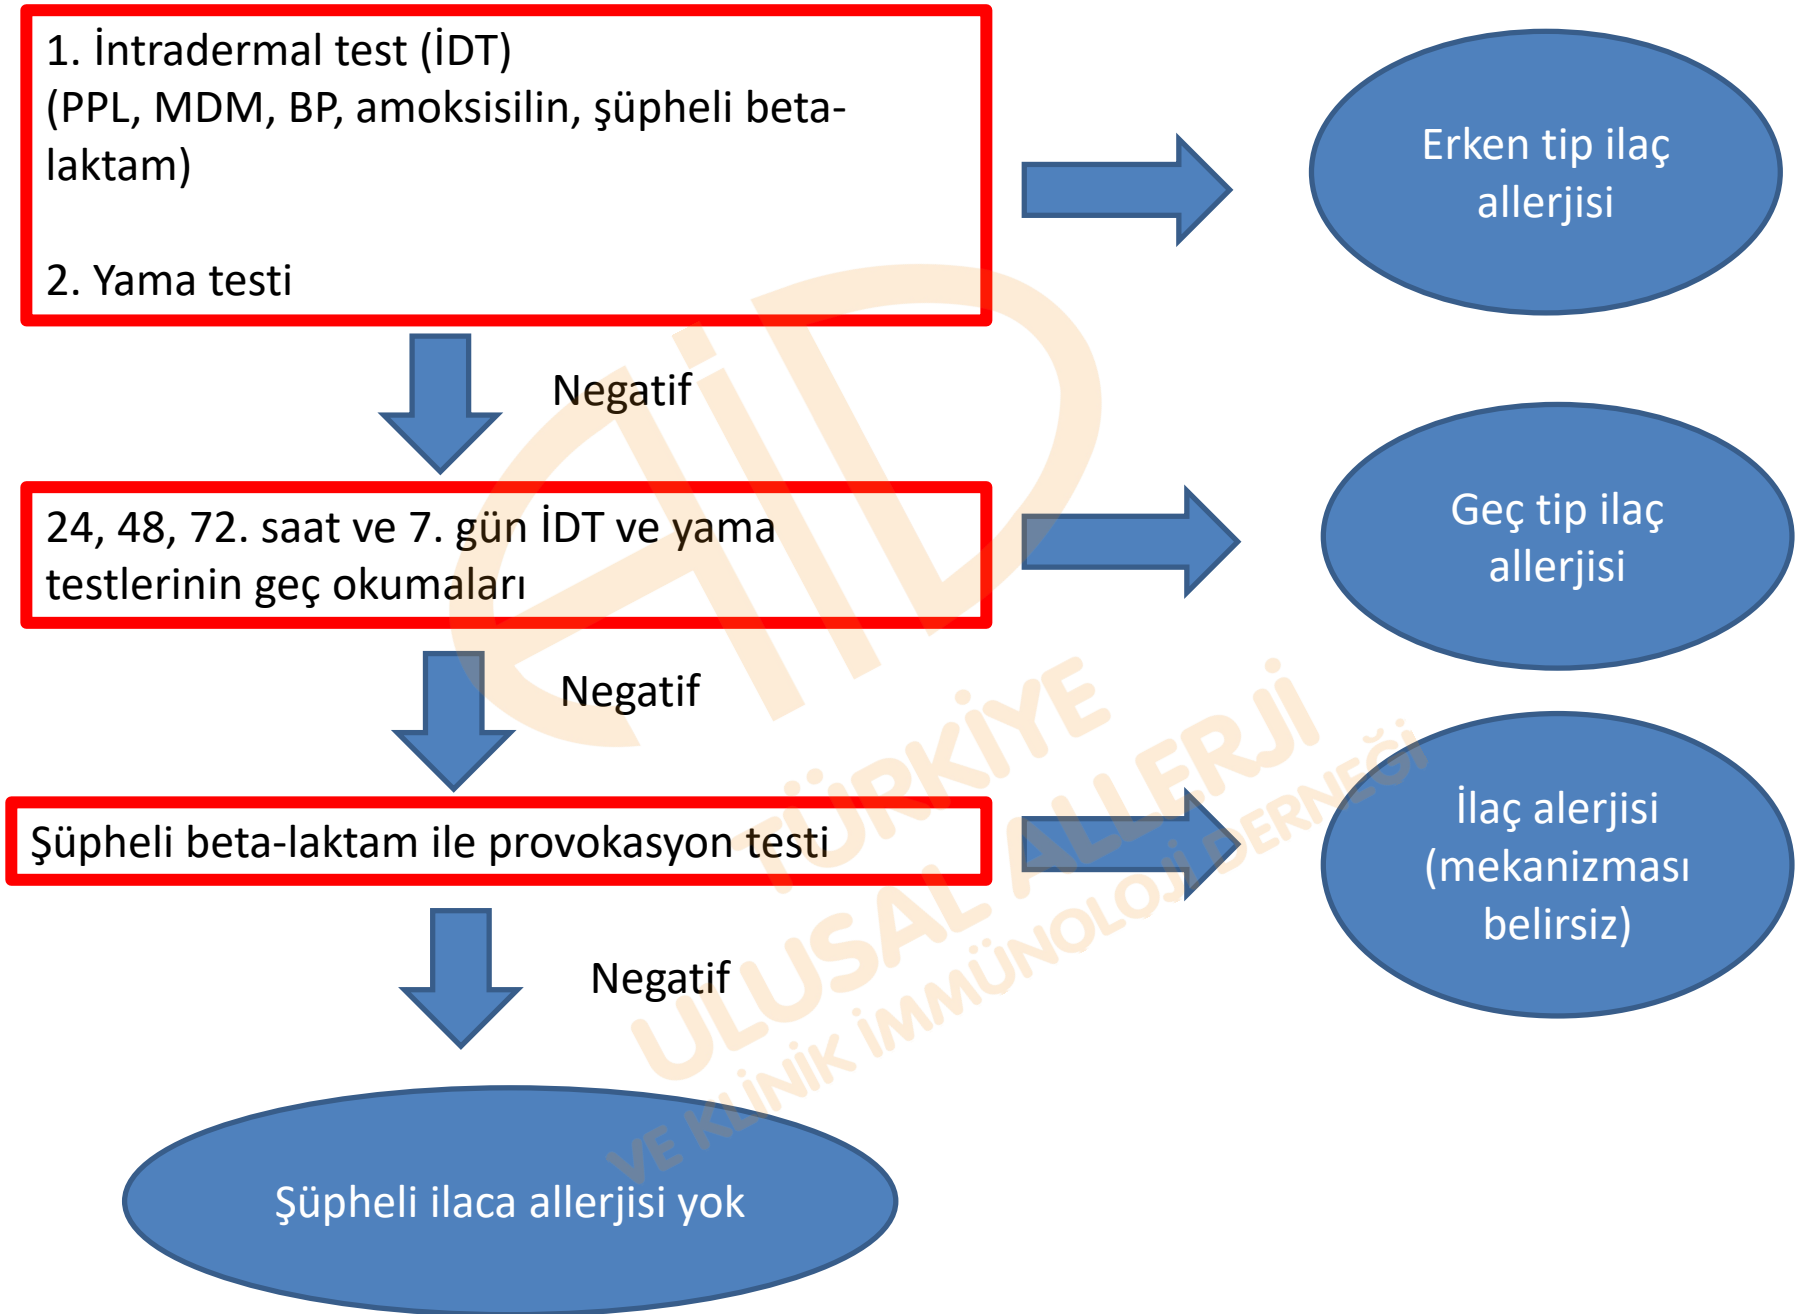 1. İntradermal test (İDT)
(PPL, MDM, BP, amoksisilin, şüpheli beta-
laktam)
2. Yama testi
Erken tip ilaç
allerjisi
Negatif
24, 48, 72. saat ve 7. gün İDT ve yama
testlerinin geç okumaları
Geç tip ilaç
allerjisi
Negatif
Şüpheli beta-laktam ile provokasyon testi
İlaç alerjisi
(mekanizması
belirsiz)
Negatif
Şüpheli ilaca allerjisi yok
AİD
TÜRKİYE
ULUSAL ALLERJİ
VE KLİNİK İMMÜNOLOJİ DERNEĞİ